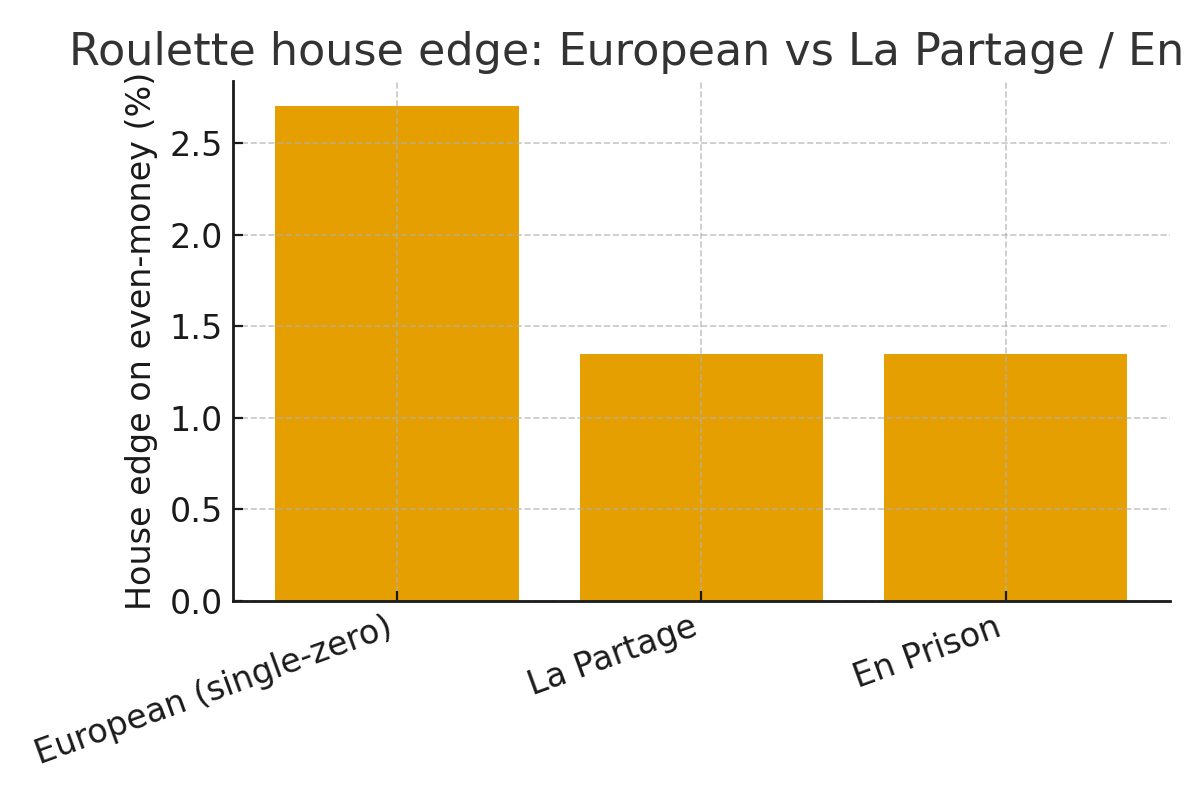 Roulette house edge: European vs La Partage / En
House edge on even-money (%)
2.5
2.0
1.5
1.0
0.5
0.0
European (single-zero)
La Partage
En Prison